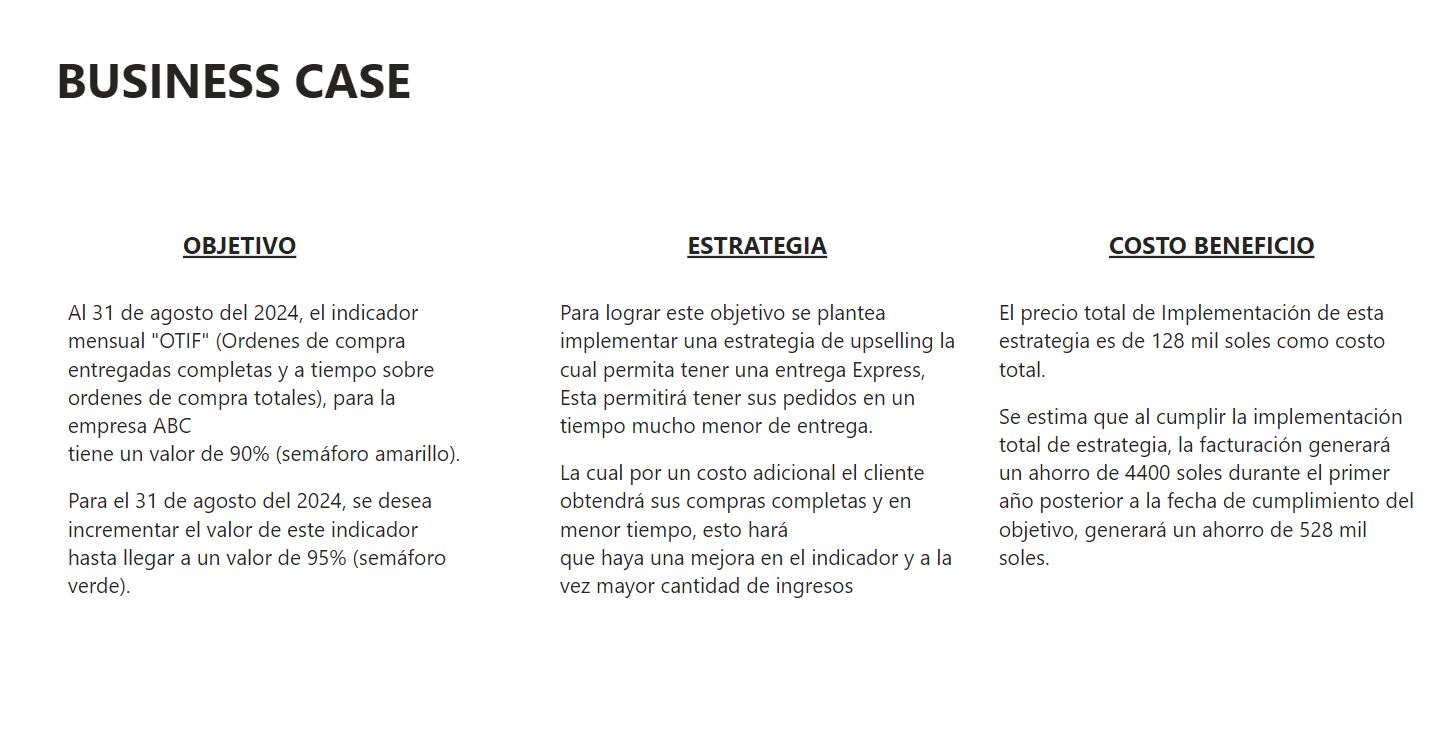 BUSINESS CASE
OBJETIVO
Al 31 de agosto del 2024, el indicador
mensual "OTIF" (Ordenes de compra
entregadas completas y a tiempo sobre
ordenes de compra totales), para la
empresa ABC
tiene un valor de 90% (semáforo amarillo).
Para el 31 de agosto del 2024, se desea
incrementar el valor de este indicador
hasta llegar a un valor de 95% (semáforo
verde).
ESTRATEGIA
Para lograr este objetivo se plantea
implementar una estrategia de upselling la
cual permita tener una entrega Express,
Esta permitirá tener sus pedidos en un
tiempo mucho menor de entrega.
La cual por un costo adicional el cliente
obtendrá sus compras completas y en
menor tiempo, esto hará
que haya una mejora en el indicador y a la
vez mayor cantidad de ingresos
COSTO BENEFICIO
El precio total de Implementación de esta
estrategia es de 128 mil soles como costo
total.
Se estima que al cumplir la implementación
total de estrategia, la facturación generará
un ahorro de 4400 soles durante el primer
año posterior a la fecha de cumplimiento del
objetivo, generará un ahorro de 528 mil
soles.